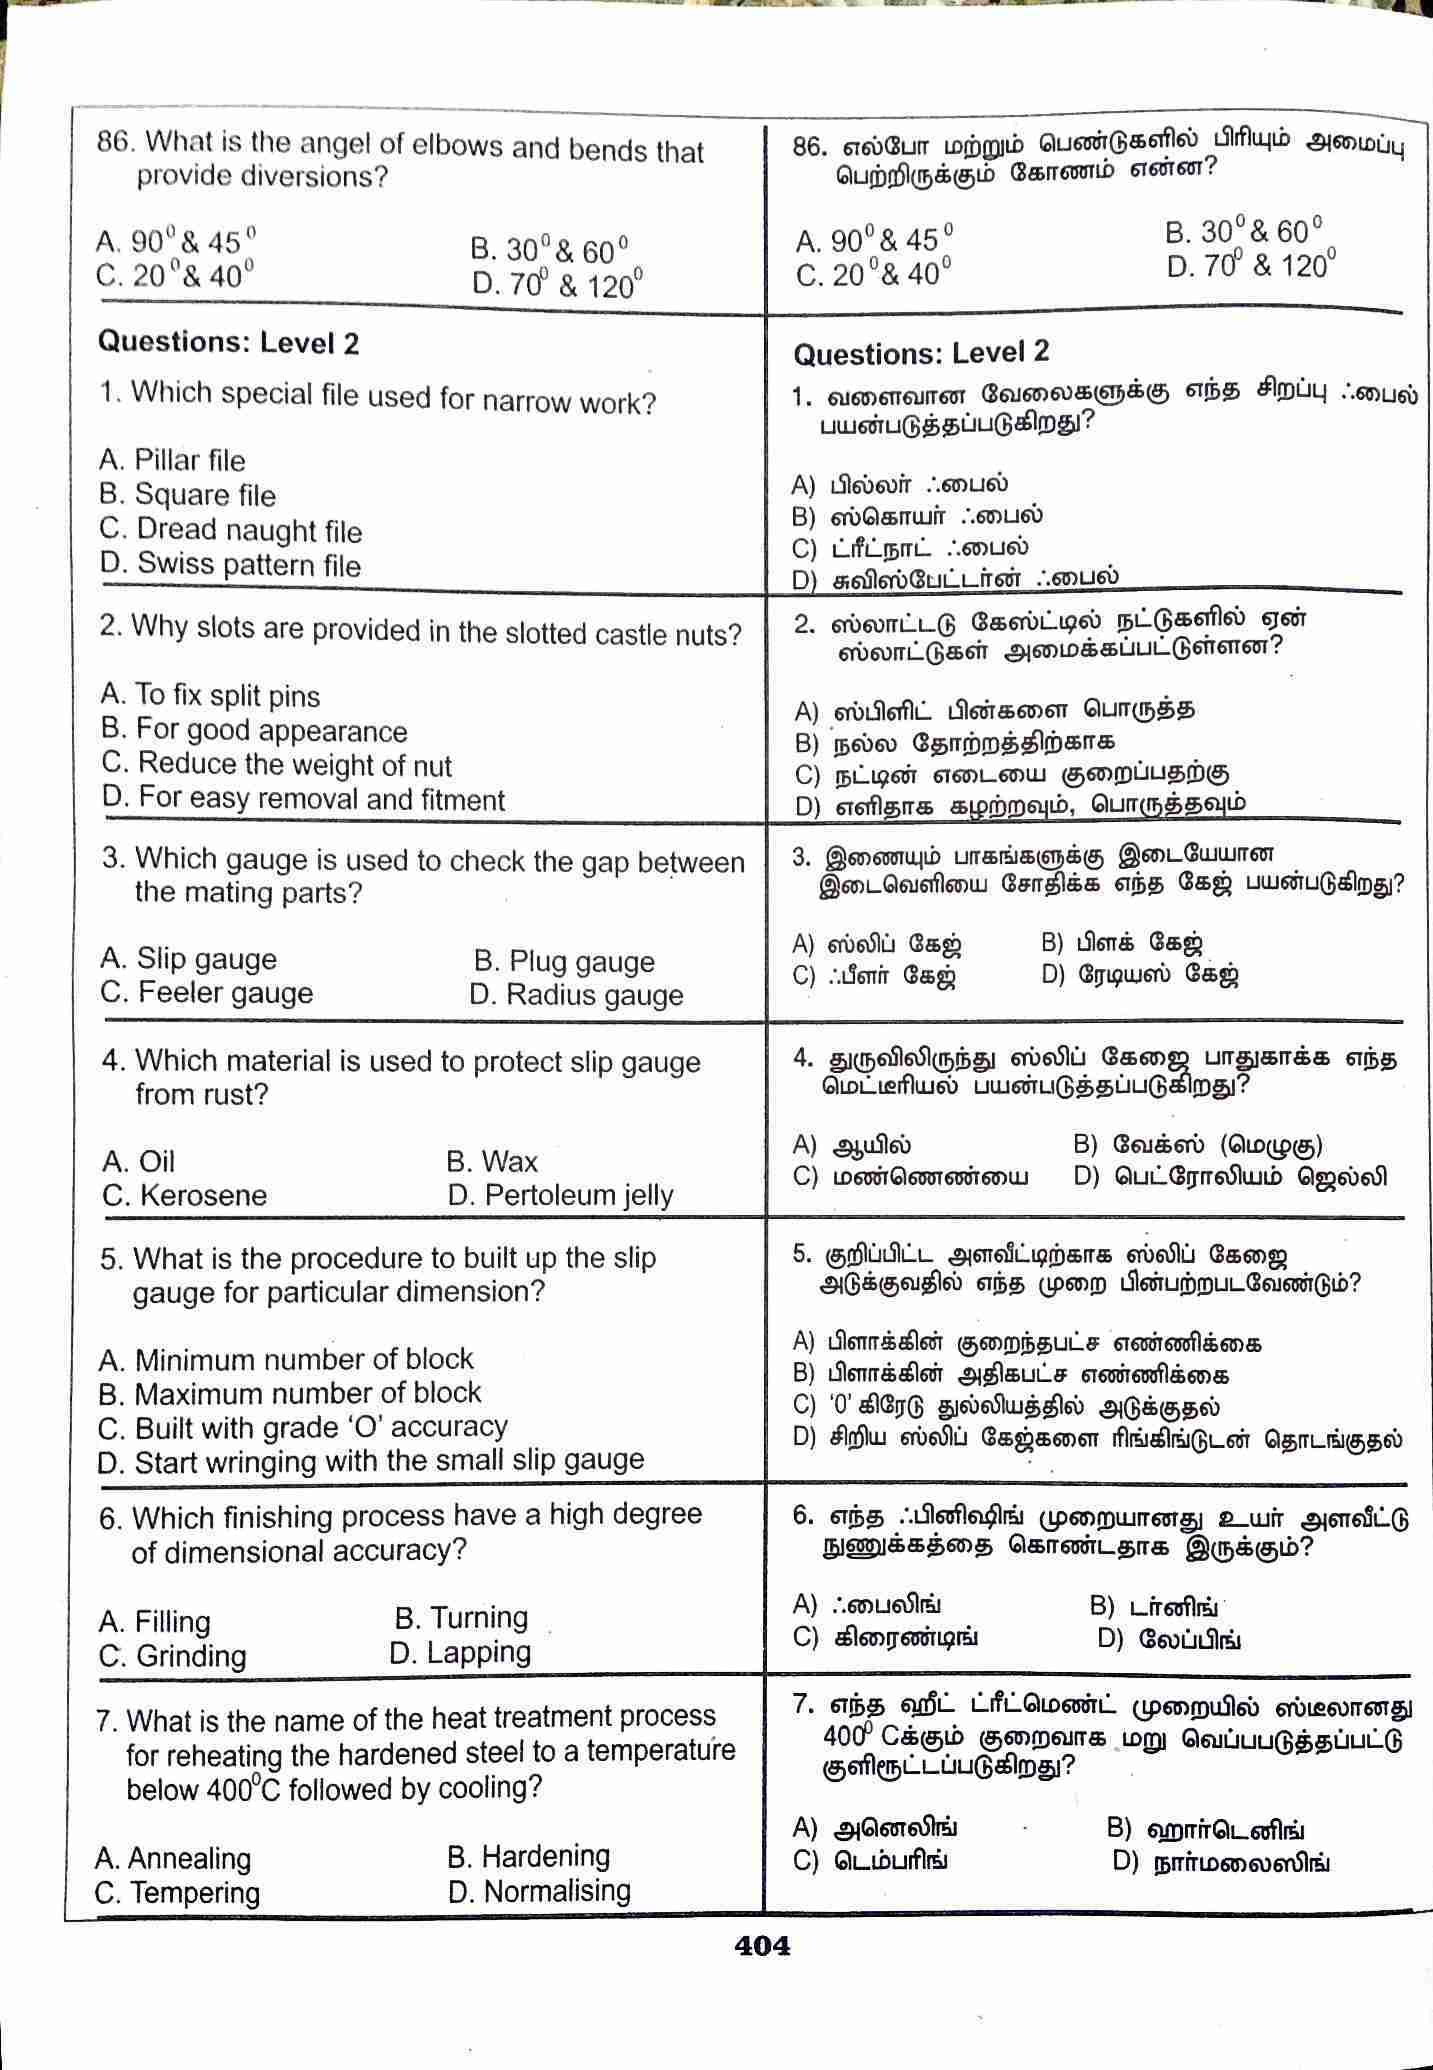 86. What is the angel of elbows and bends that
provide diversions?
A. 90⁰ & 45⁰ B. 30⁰ & 60⁰
C. 20⁰ & 40⁰ D. 70⁰ & 120⁰
Questions: Level 2
1. Which special file used for narrow work?
A. Pillar file
B. Square file
C. Dread naught file
D. Swiss pattern file
2. Why slots are provided in the slotted castle nuts?
A. To fix split pins
B. For good appearance
C. Reduce the weight of nut
D. For easy removal and fitment
3. Which gauge is used to check the gap between
the mating parts?
A. Slip gauge B. Plug gauge
C. Feeler gauge D. Radius gauge
4. Which material is used to protect slip gauge
from rust?
A. Oil B. Wax
C. Kerosene D. Pertoleum jelly
5. What is the procedure to built up the slip
gauge for particular dimension?
A. Minimum number of block
B. Maximum number of block
C. Built with grade ‘O’ accuracy
D. Start wringing with the small slip gauge
6. Which finishing process have a high degree
of dimensional accuracy?
A. Filling B. Turning
C. Grinding D. Lapping
7. What is the name of the heat treatment process
for reheating the hardened steel to a temperature
below 400⁰C followed by cooling?
A. Annealing B. Hardening
C. Tempering D. Normalising
86. எல்போ மற்றும் பெண்டுகளில் பிரியும் அமைப்பு
பெற்றிருக்கும் கோணம் என்ன?
A. 90⁰ & 45⁰ B. 30⁰ & 60⁰
C. 20⁰ & 40⁰ D. 70⁰ & 120⁰
Questions: Level 2
1. வளைவான வேலைகளுக்கு எந்த சிறப்பு ஃபைல்
பயன்படுத்தப்படுகிறது?
A) பில்லர் ஃபைல்
B) ஸ்கொயர் ஃபைல்
C) ட்ரீட்நாட் ஃபைல்
D) சுவிஸ்பேட்டர்ன் ஃபைல்
2. ஸ்லாட்டடு கேஸ்ட்டில் நட்டுகளில் ஏன்
ஸ்லாட்டுகள் அமைக்கப்பட்டுள்ளன?
A) ஸ்பிளிட் பின்களை பொருத்த
B) நல்ல தோற்றத்திற்காக
C) நட்டின் எடையை குறைப்பதற்கு
D) எளிதாக கழற்றவும், பொருத்தவும்
3. இணையும் பாகங்களுக்கு இடையேயான
இடைவெளியை சோதிக்க எந்த கேஜ் பயன்படுகிறது?
A) ஸ்லிப் கேஜ் B) பிளக் கேஜ்
C) ஃபீளர் கேஜ் D) ரேடியஸ் கேஜ்
4. துருவிலிருந்து ஸ்லிப் கேஜை பாதுகாக்க எந்த
மெட்டீரியல் பயன்படுத்தப்படுகிறது?
A) ஆயில் B) வேக்ஸ் (மெழுகு)
C) மண்ணெண்யை D) பெட்ரோலியம் ஜெல்லி
5. குறிப்பிட்ட அளவீட்டிற்காக ஸ்லிப் கேஜை
அடுக்குவதில் எந்த முறை பின்பற்றபடவேண்டும்?
A) பிளாக்கின் குறைந்தபட்ச எண்ணிக்கை
B) பிளாக்கின் அதிகபட்ச எண்ணிக்கை
C) ‘0’ கிரேடு துல்லியத்தில் அடுக்குதல்
D) சிறிய ஸ்லிப் கேஜ்களை ரிங்கிங்டுடன் தொடங்குதல்
6. எந்த ஃபினிஷிங் முறையானது உயர் அளவீட்டு
நுணுக்கத்தை கொண்டதாக இருக்கும்?
A) ஃபைலிங் B) டர்னிங்
C) கிரைண்டிங் D) லேப்பிங்
7. எந்த ஹீட் ட்ரீட்மெண்ட் முறையில் ஸ்டீலானது
400⁰ Cக்கும் குறைவாக மறு வெப்பபடுத்தப்பட்டு
குளிரூட்டப்படுகிறது?
A) அனெலிங் B) ஹார்டெனிங்
C) டெம்பரிங் D) நார்மலைஸிங்
404